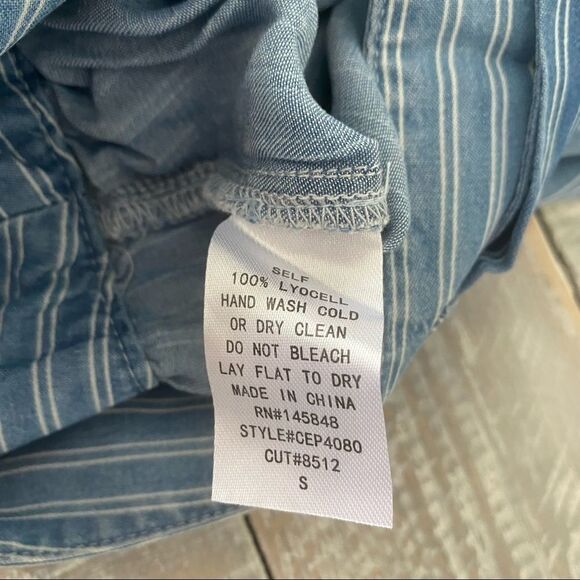 SELF
100% LYOCELL
HAND WASH COLD
OR DRY CLEAN
DO NOT BLEACH
LAY FLAT TO DRY
MADE IN CHINA
RN#145848
STYLE#CEP4080
CUT#8512
S